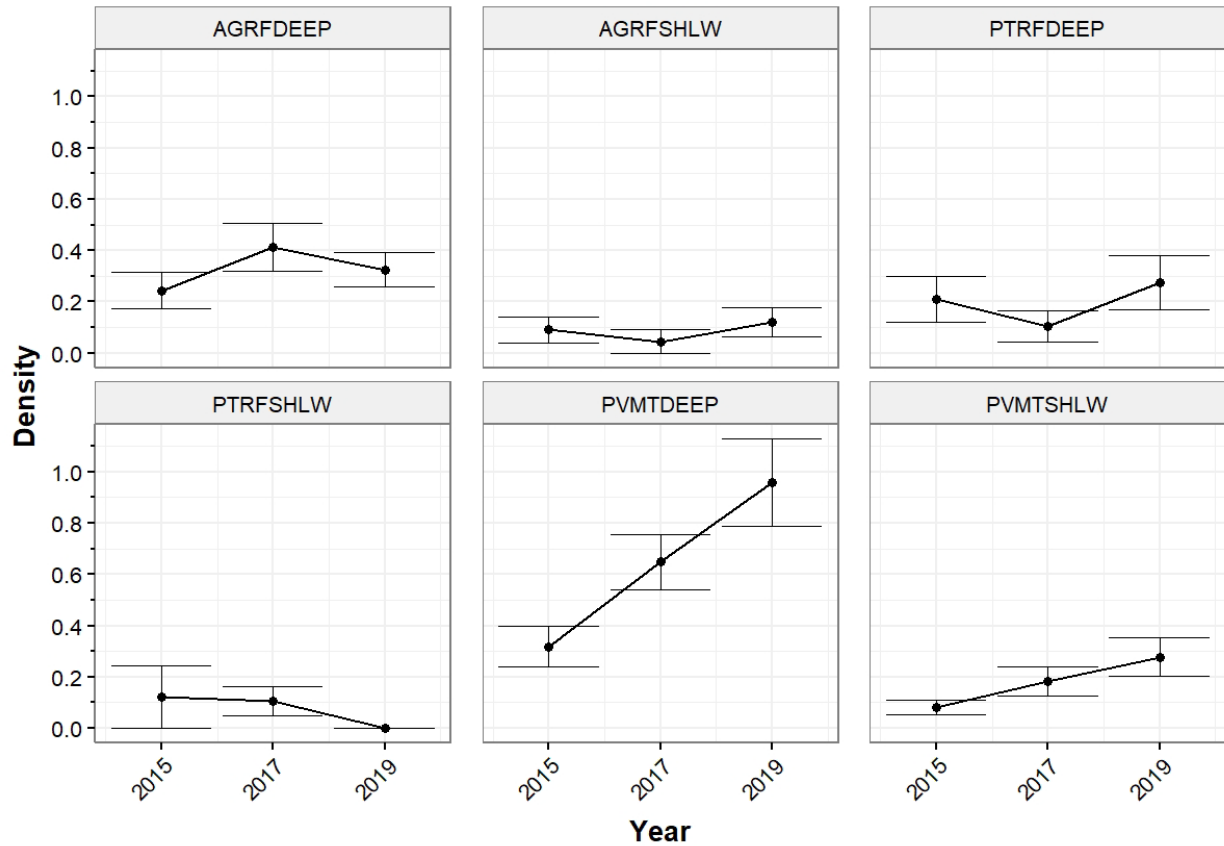 AGRFDEEP AGRFSHLW PTRFDEEP
1.0
0.8
0.6
0.4
0.2
0.0
Density
PTRFSHLW PVMTDEEP PVMTSHLW
1.0
0.8
0.6
0.4
0.2
0.0
2015 2017 2019 2015 2017 2019 2015 2017 2019
Year